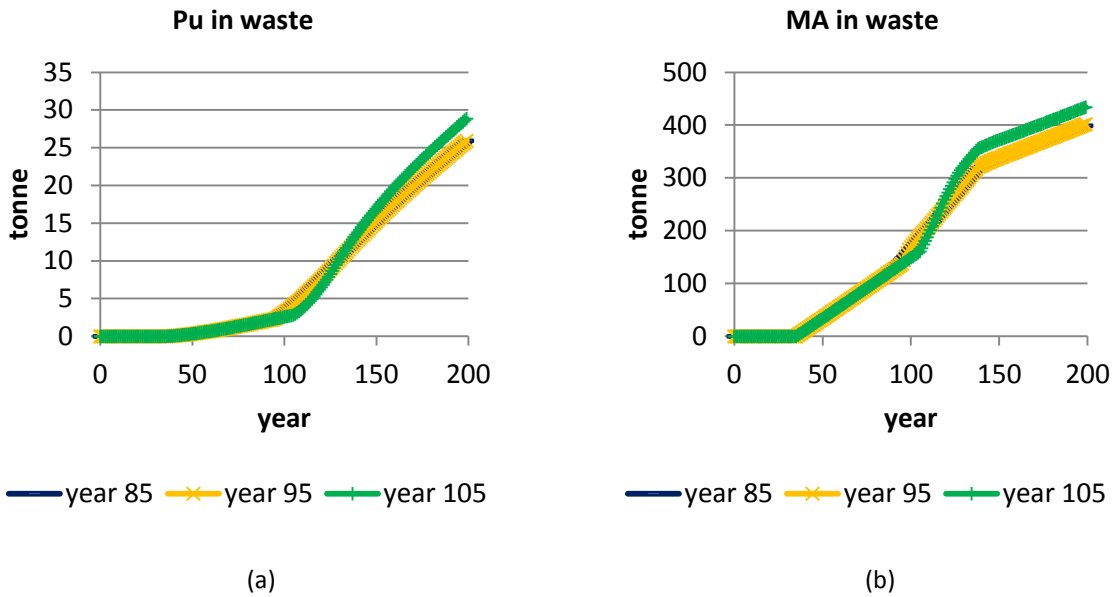 Pu in waste
35
30
25
20
15
10
5
0
tonne
0 50 100 150 200
year
year 85 year 95 year 105
(a)
MA in waste
500
400
300
200
100
0
tonne
0 50 100 150 200
year
year 85 year 95 year 105
(b)